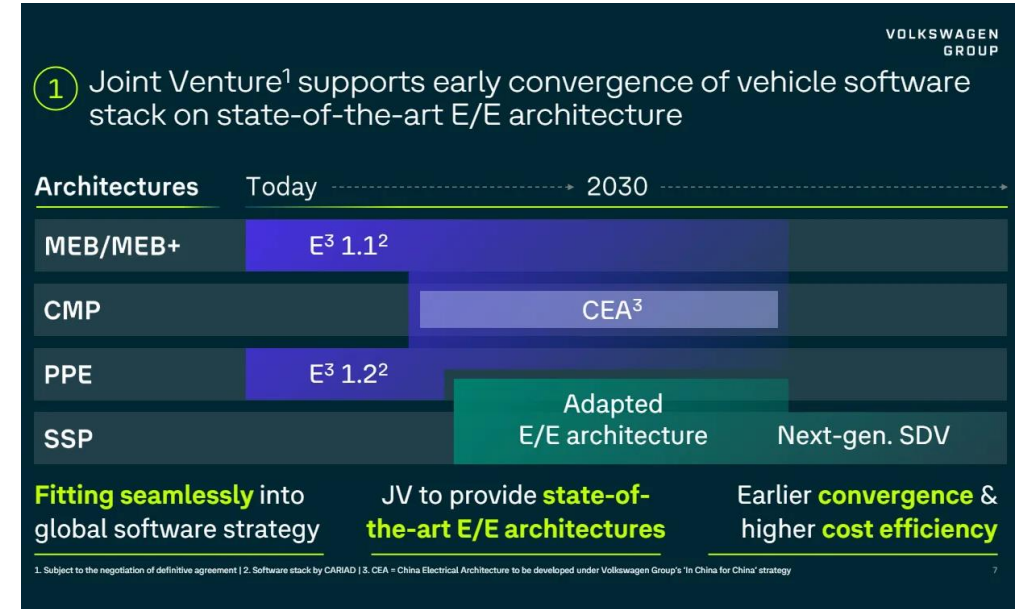 VOLKSWAGEN
GROUP
1
Joint Venture¹ supports early convergence of vehicle software
stack on state-of-the-art E/E architecture
Architectures Today 2030
MEB/MEB+ E³ 1.1²
CMP CEA³
PPE E³ 1.2²
Adapted
E/E architecture
SSP Next-gen. SDV
Fitting seamlessly into
global software strategy
JV to provide state-of-
the-art E/E architectures
Earlier convergence &
higher cost efficiency
1. Subject to the negotiation of definitive agreement | 2. Software stack by CARIAD | 3. CEA = China Electrical Architecture to be developed under Volkswagen Group's 'In China for China' strategy
7